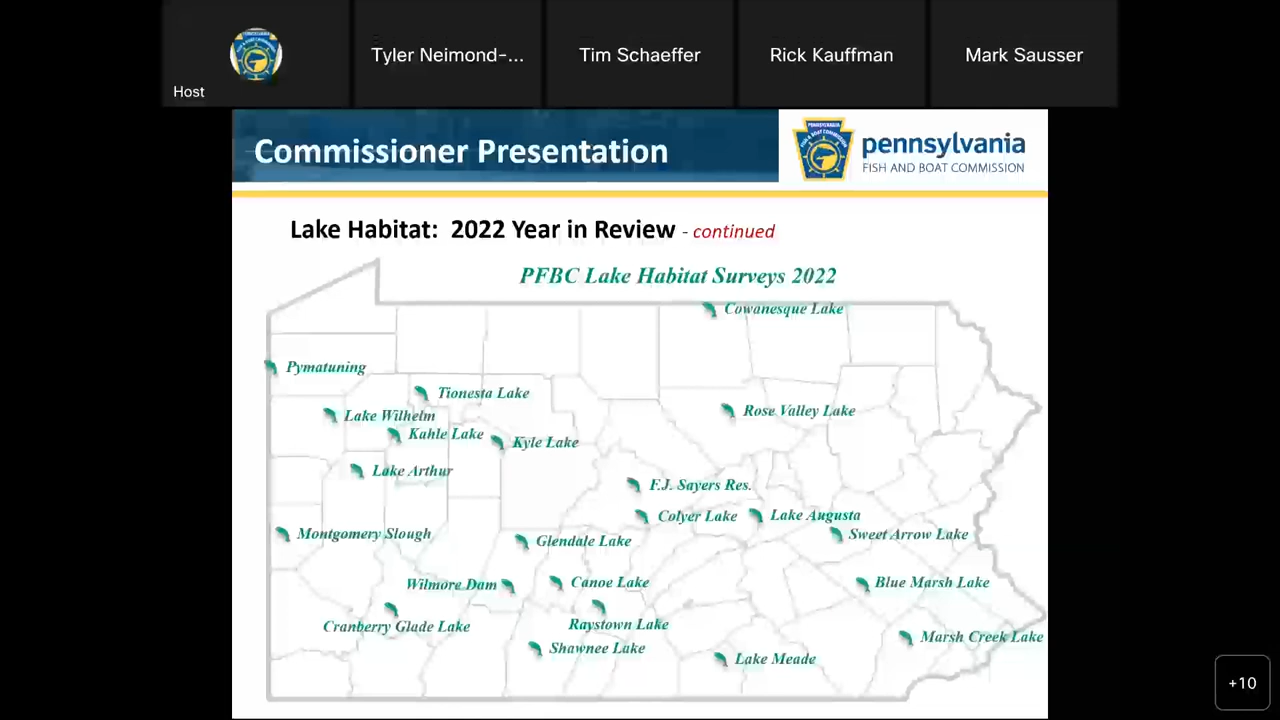 Host
Tyler Neimond-...
Tim Schaeffer
Rick Kauffman
Mark Sausser
Commissioner Presentation
pennsylvania
FISH AND BOAT COMMISSION
Lake Habitat: 2022 Year in Review - continued
PFBC Lake Habitat Surveys 2022
Cowanesque Lake
Pymatuning
Tionesta Lake
Lake Wilhelm
Rose Valley Lake
Kahle Lake
Kyle Lake
Lake Arthur
F.J. Sayers Res.
Colyer Lake
Lake Augusta
Montgomery Slough
Sweet Arrow Lake
Glendale Lake
Wilmore Dam
Canoe Lake
Blue Marsh Lake
Cranberry Glade Lake
Raystown Lake
Marsh Creek Lake
Shawnee Lake
Lake Meade
+10